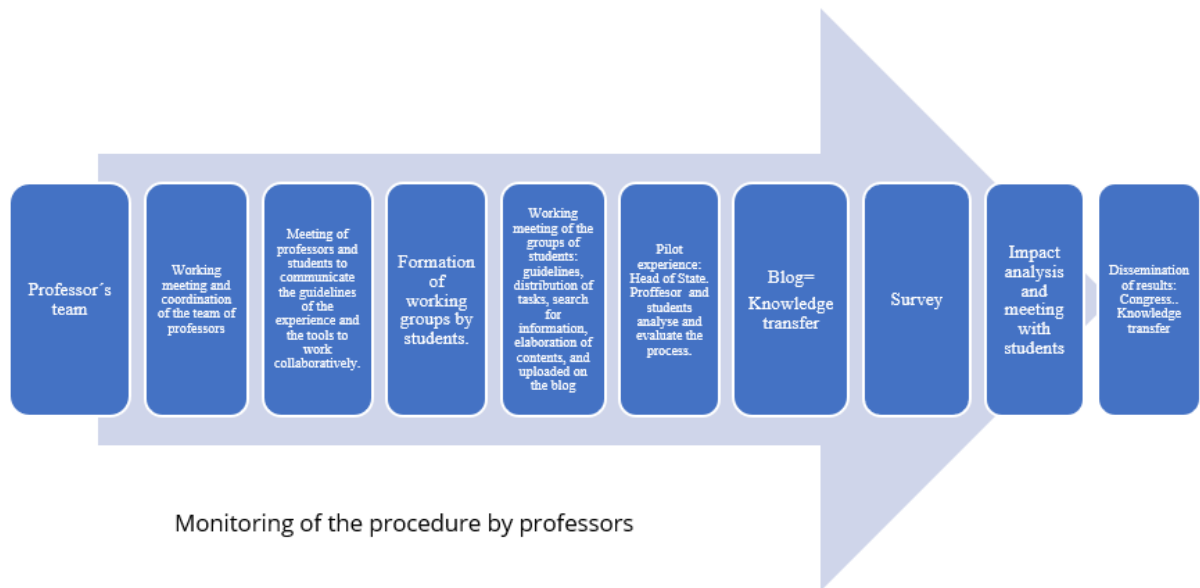 Professor´s
team
Working
meeting and
coordination
of the team of
professors
Meeting of
professors and
students to
communicate
the guidelines
of the
experience and
the tools to
work
collaboratively.
Formation
of
working
groups by
students.
Working
meeting of the
groups of
students:
guidelines,
distribution of
tasks, search
for
information,
elaboration of
contents, and
uploaded on
the blog
Pilot
experience:
Head of State.
Proffesor and
students
analyse and
evaluate the
process.
Blog=
Knowledge
transfer
Survey
Impact
analysis
and
meeting
with
students
Dissemination
of results:
Congress..
Knowledge
transfer
Monitoring of the procedure by professors